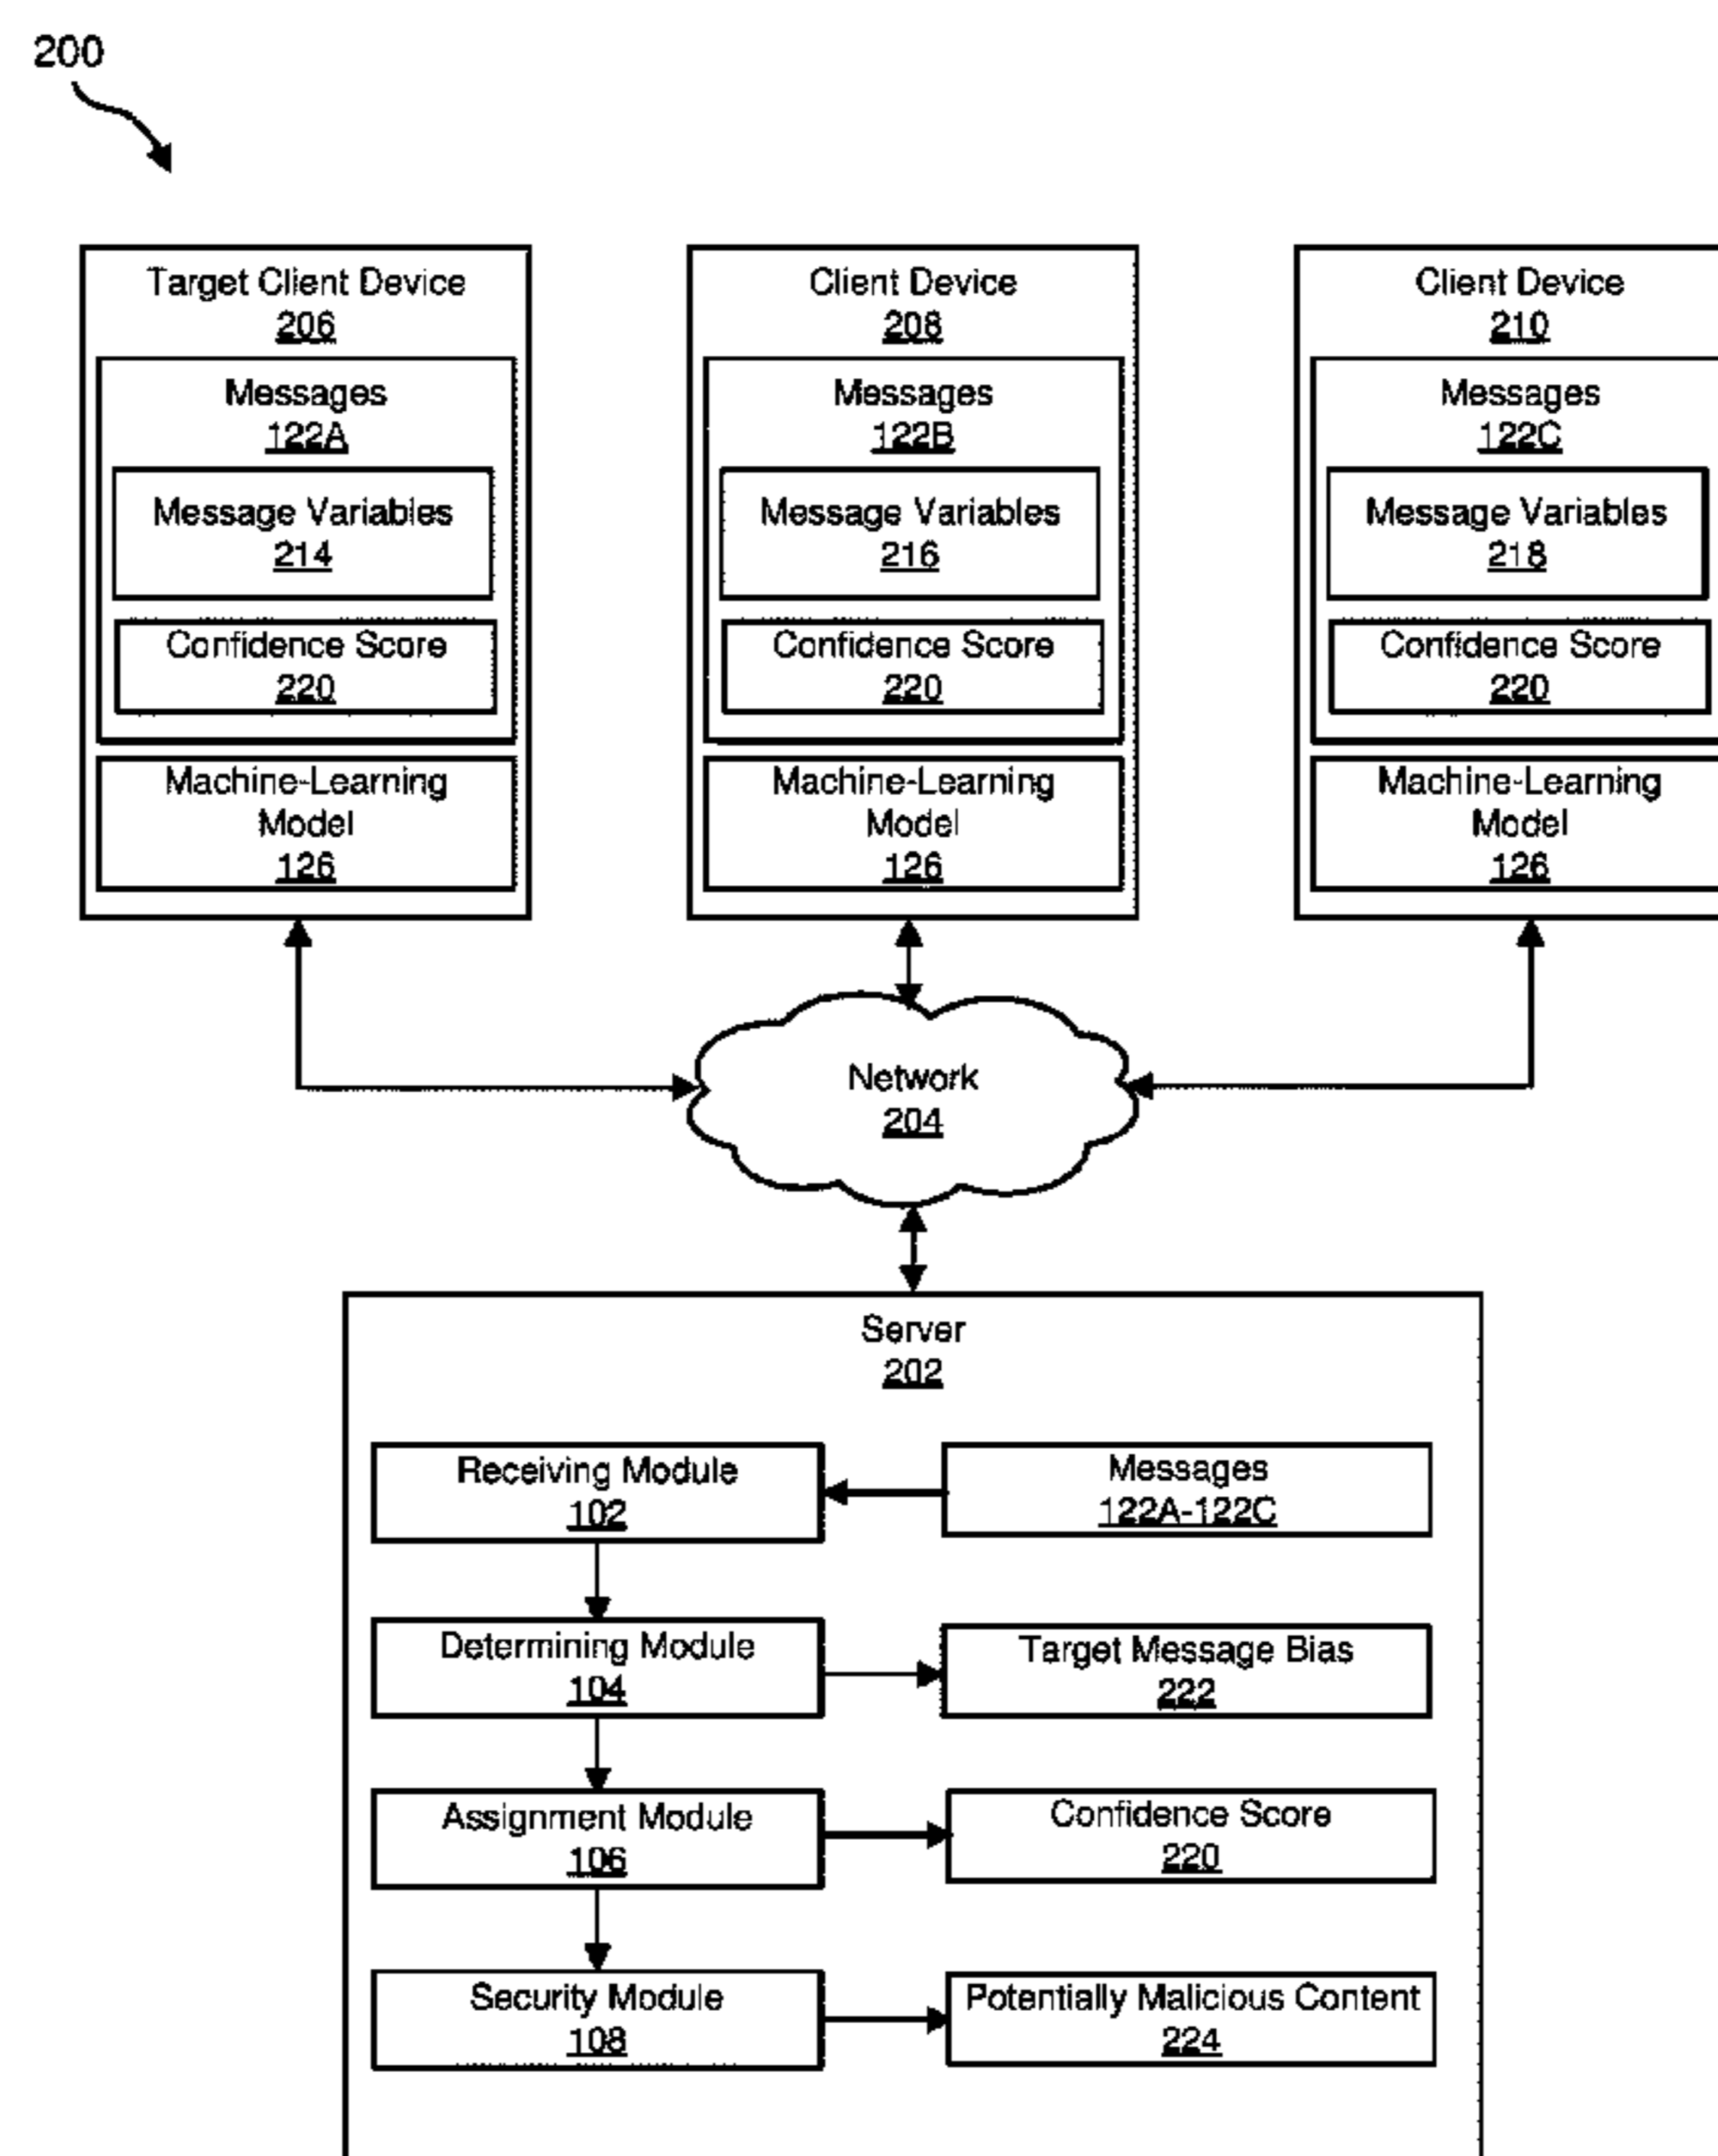 200
Target Client Device
206
Messages
122A
Message Variables
214
Confidence Score
220
Machine-Learning
Model
126
Client Device
208
Messages
122B
Message Variables
216
Confidence Score
220
Machine-Learning
Model
126
Client Device
210
Messages
122C
Message Variables
218
Confidence Score
220
Machine-Learning
Model
126
Network
204
Server
202
Receiving Module
102
Messages
122A-122C
Determining Module
104
Target Message Bias
222
Assignment Module
106
Confidence Score
220
Security Module
108
Potentially Malicious Content
224